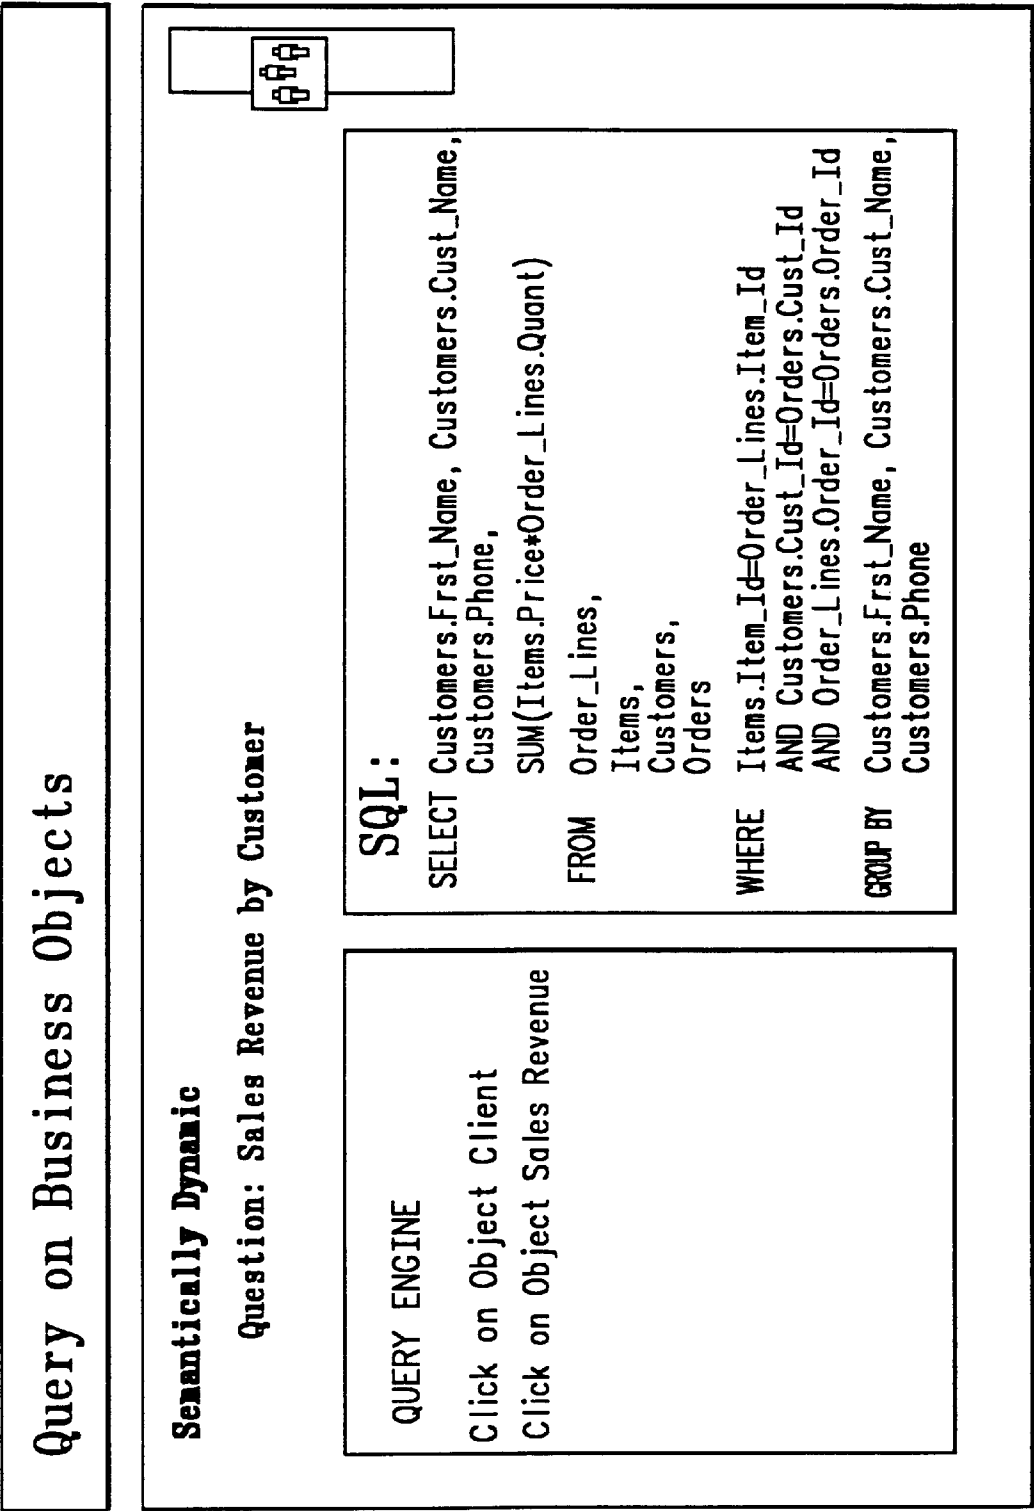 Query on Business Objects
Semantically Dynamic
Question: Sales Revenue by Customer
QUERY ENGINE
Click on Object Client
Click on Object Sales Revenue
SQL:
SELECT Customers.Frst_Name, Customers.Cust_Name,
Customers.Phone,
SUM(Items.Price*Order_Lines.Quant)
FROM Order_Lines,
Items,
Customers,
Orders
WHERE Items.Item_Id=Order_Lines.Item_Id
AND Customers.Cust_Id=Orders.Cust_Id
AND Order_Lines.Order_Id=Orders.Order_Id
GROUP BY Customers.Frst_Name, Customers.Cust_Name,
Customers.Phone